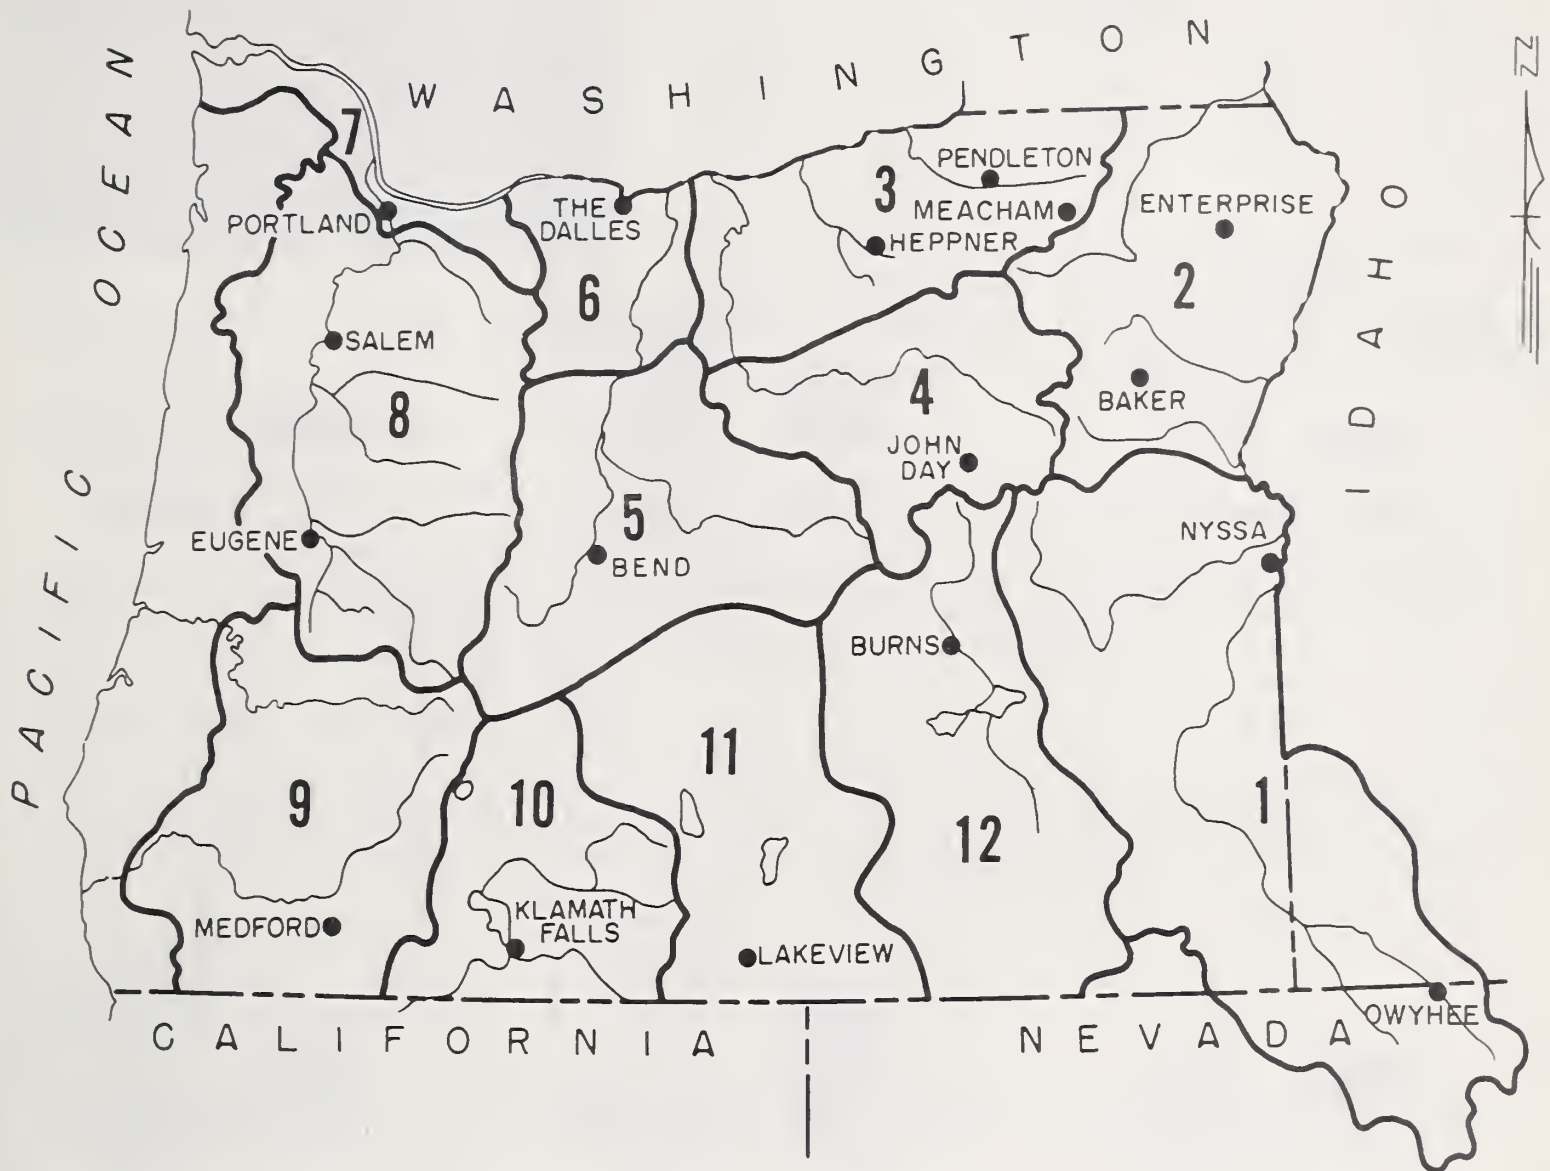 WASHINGTON
N
PACIFIC OCEAN
IDAHO
7
PORTLAND
THE
DALLES
3
PENDLETON
MEACHAM
HEPPNER
ENTERPRISE
2
6
SALEM
8
4
JOHN
DAY
BAKER
EUGENE
5
BEND
NYSSA
BURNS
9
10
11
12
1
MEDFORD
KLAMATH
FALLS
LAKEVIEW
OWYHEE
CALIFORNIA
NEVADA